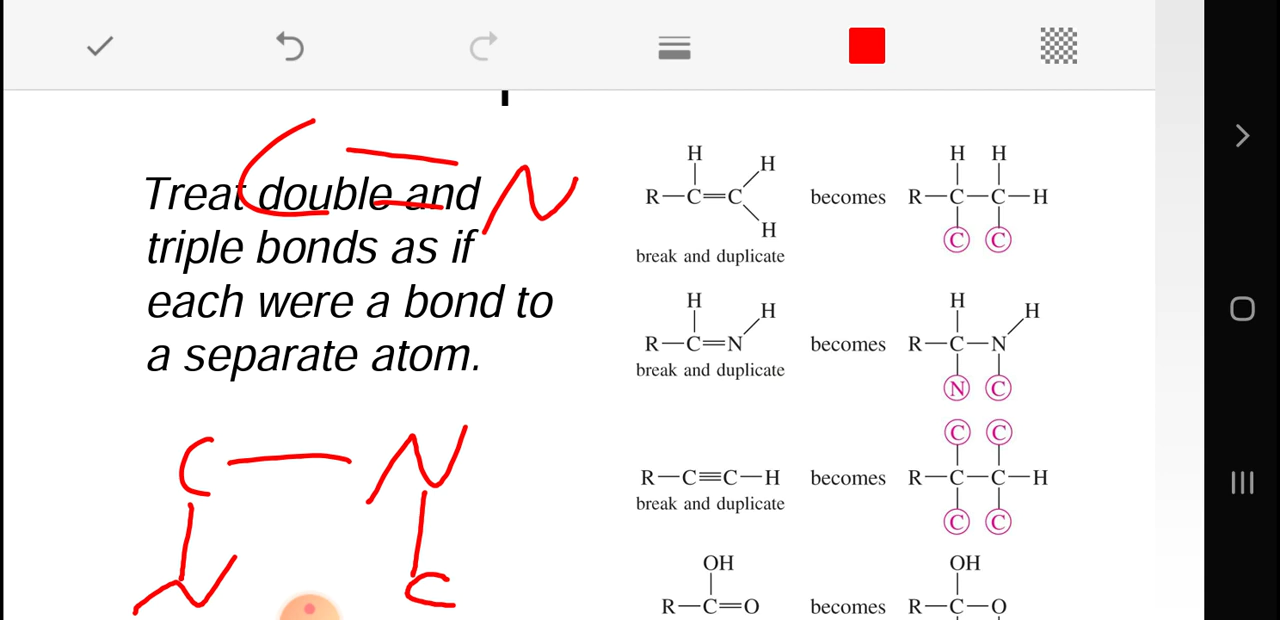 Treat double and
triple bonds as if
each were a bond to
a separate atom.
C = N
C — N
N C
H
H
R—C=C
H
break and duplicate
becomes
H H
R—C—C—H
C C
H
H
R—C=N
break and duplicate
becomes
H
H
R—C—N
N C
R—C≡C—H
break and duplicate
becomes
C C
R—C—C—H
C C
OH
R—C=O
becomes
OH
R—C—O